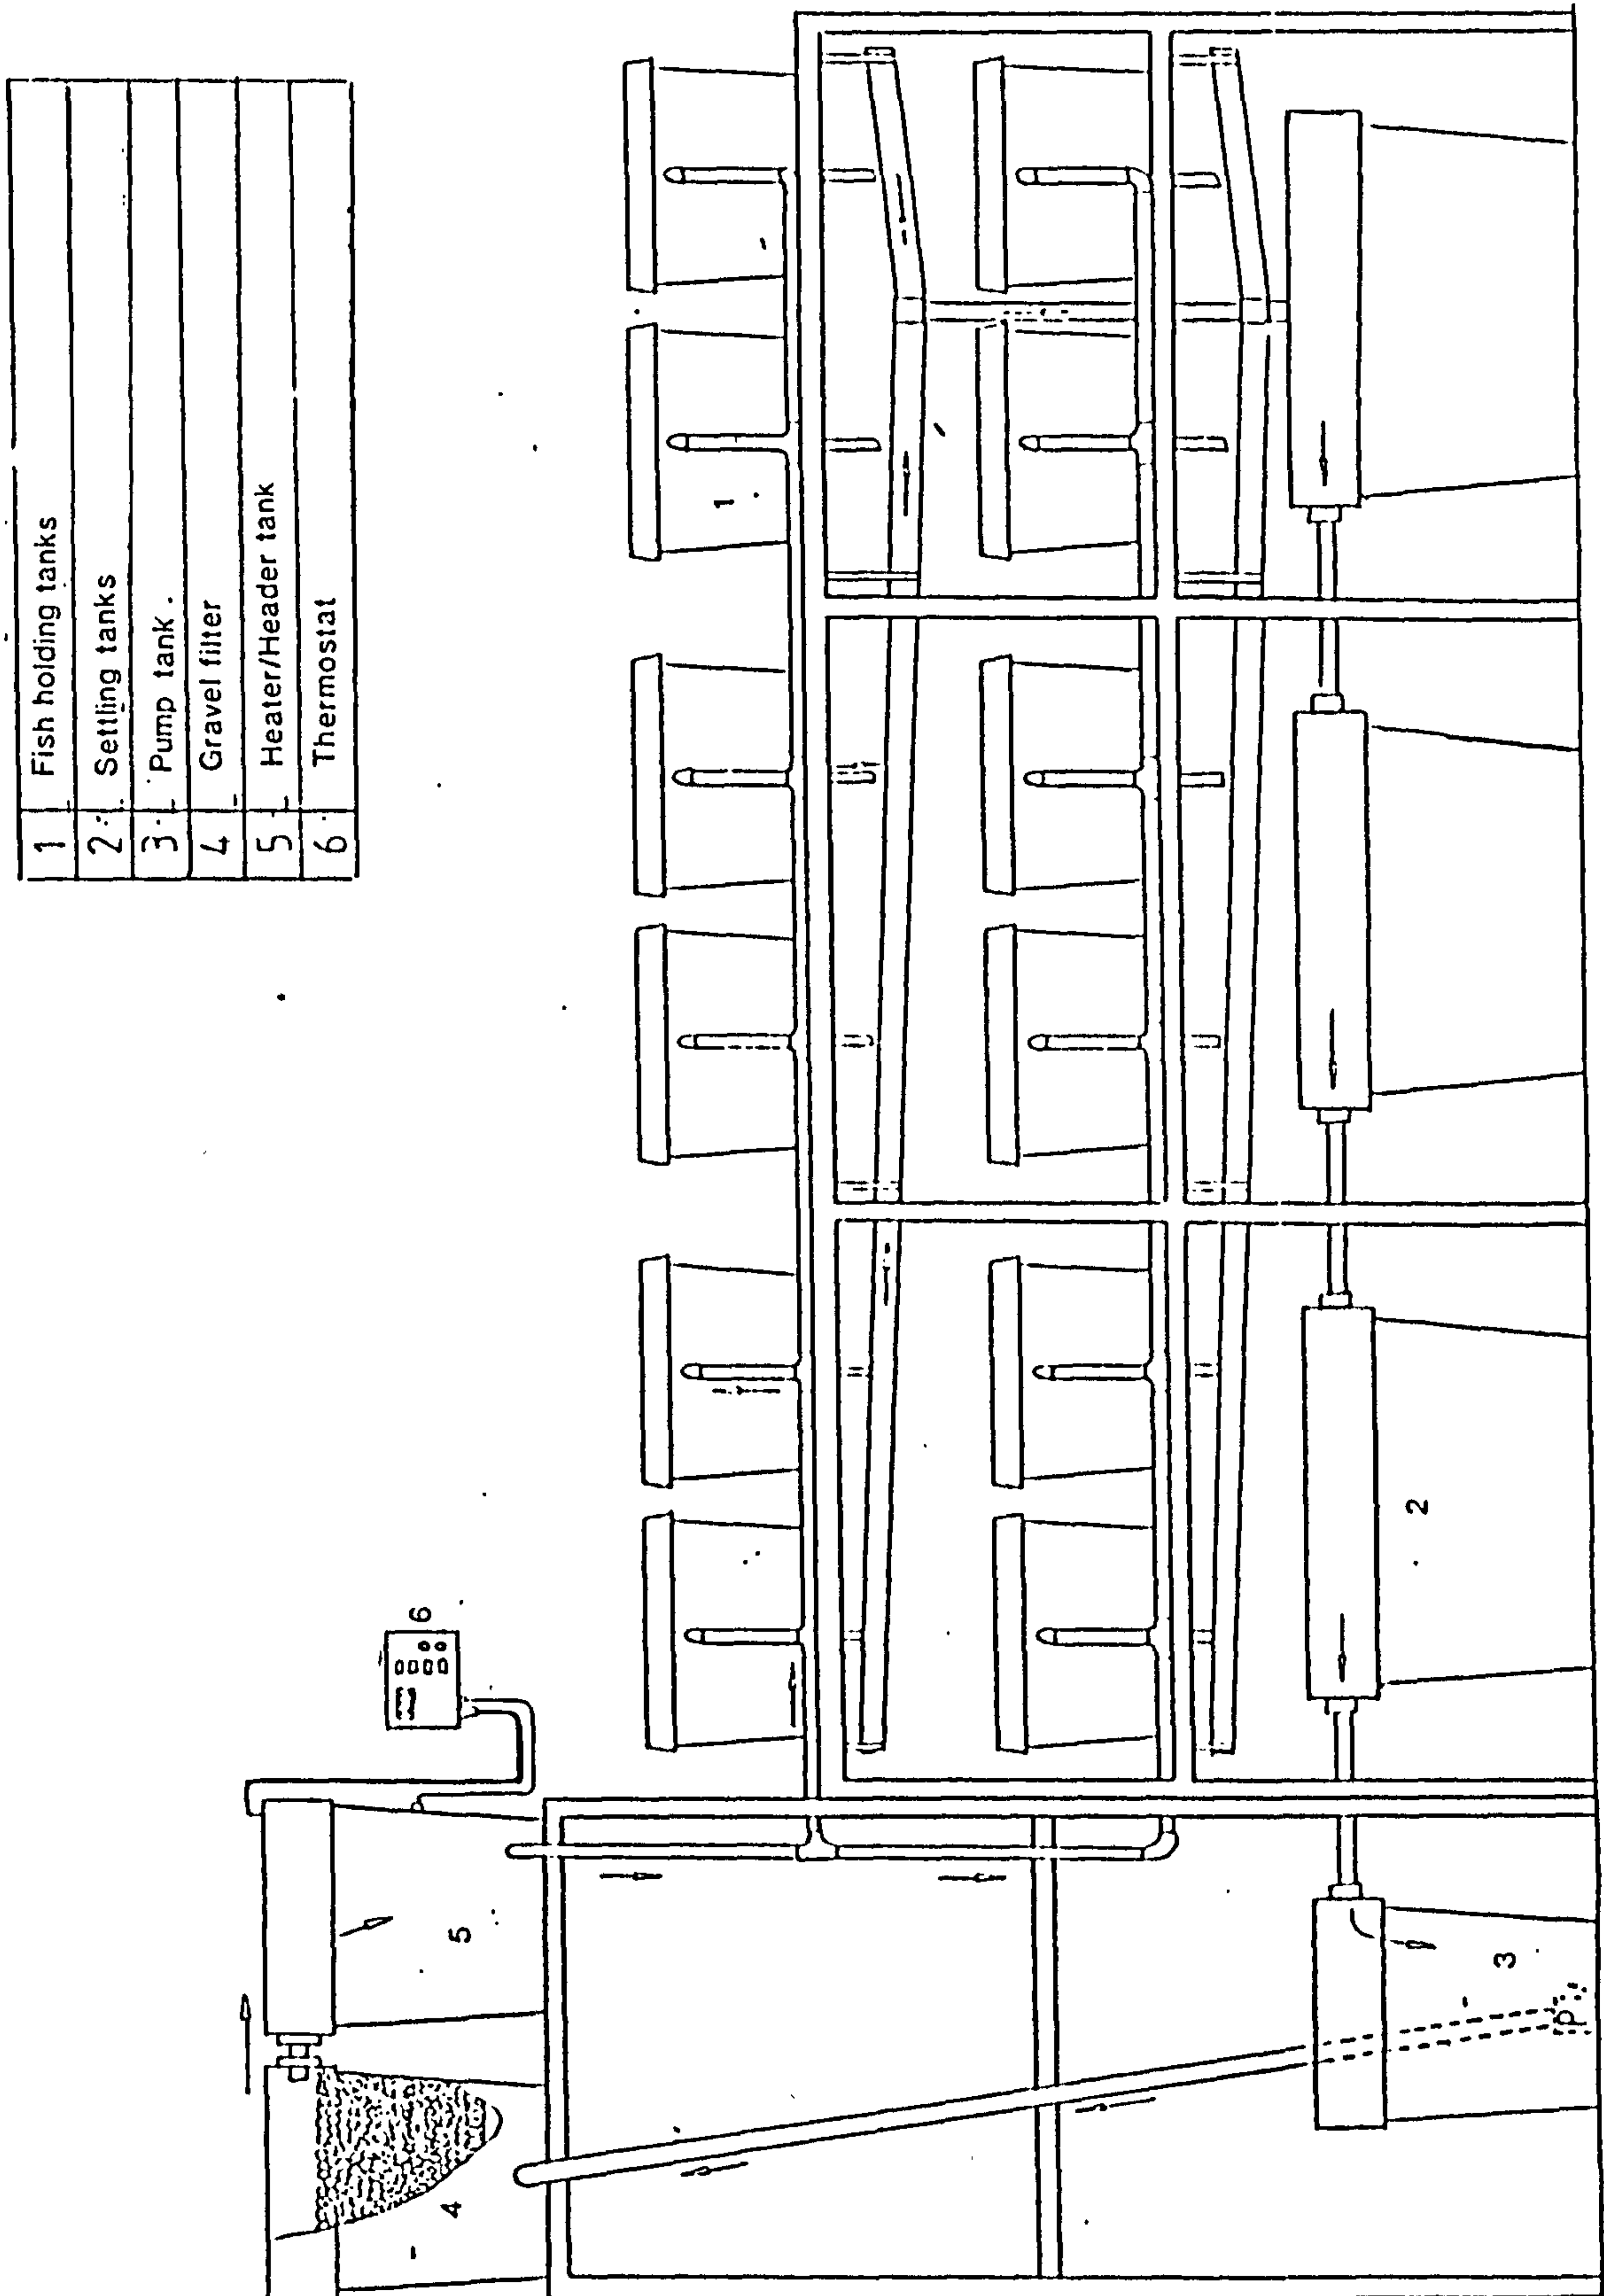 1 Fish holding tanks
2 Settling tanks
3 Pump tank.
4 Gravel filter
5 Heater/Header tank
6 Thermostat
6
5
4
1
2
3
P